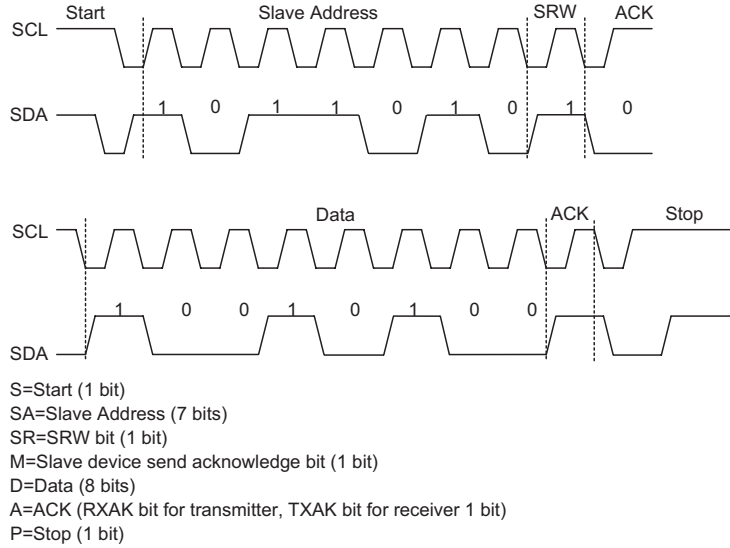 Start Slave Address SRW ACK
SCL
1 0 1 1 0 1 0 1 0
SDA
Data ACK Stop
SCL
1 0 0 1 0 1 0 0
SDA
S=Start (1 bit)
SA=Slave Address (7 bits)
SR=SRW bit (1 bit)
M=Slave device send acknowledge bit (1 bit)
D=Data (8 bits)
A=ACK (RXAK bit for transmitter, TXAK bit for receiver 1 bit)
P=Stop (1 bit)